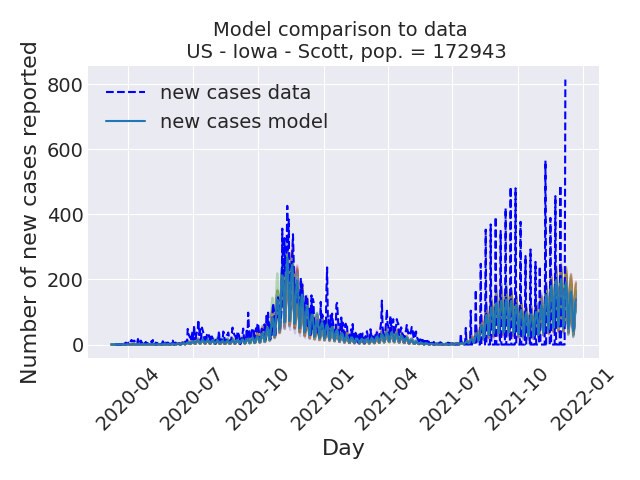 Model comparison to data
US - Iowa - Scott, pop. = 172943
Number of new cases reported
800
600
400
200
0
new cases data
new cases model
2020-04
2020-07
2020-10
2021-01
2021-04
2021-07
2021-10
2022-01
Day